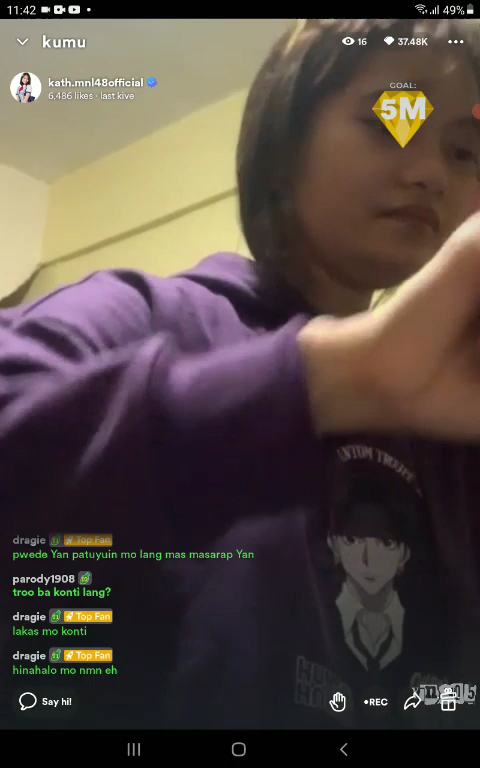 11:42
49%
kumu
16
37.48K
kath.mnl48official
6,486 likes · last kive
GOAL:
5M
dragie Top Fan
pwede Yan patuyuin mo lang mas masarap Yan
parody1908
troo ba konti lang?
dragie Top Fan
lakas mo konti
dragie Top Fan
hinahalo mo nmn eh
Say hi!
REC